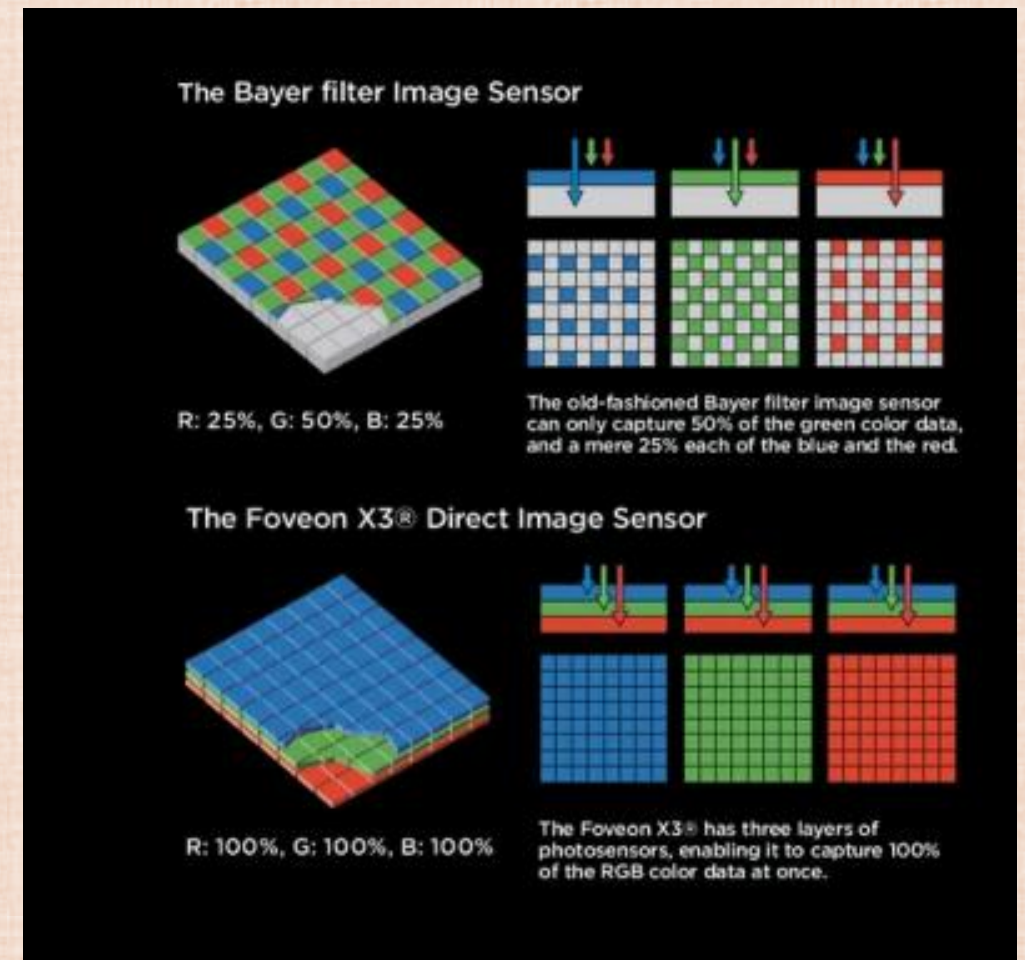 The Bayer filter Image Sensor
R: 25%, G: 50%, B: 25%
The old-fashioned Bayer filter image sensor
can only capture 50% of the green color data,
and a mere 25% each of the blue and the red.
The Foveon X3® Direct Image Sensor
R: 100%, G: 100%, B: 100%
The Foveon X3® has three layers of
photosensors, enabling it to capture 100%
of the RGB color data at once.